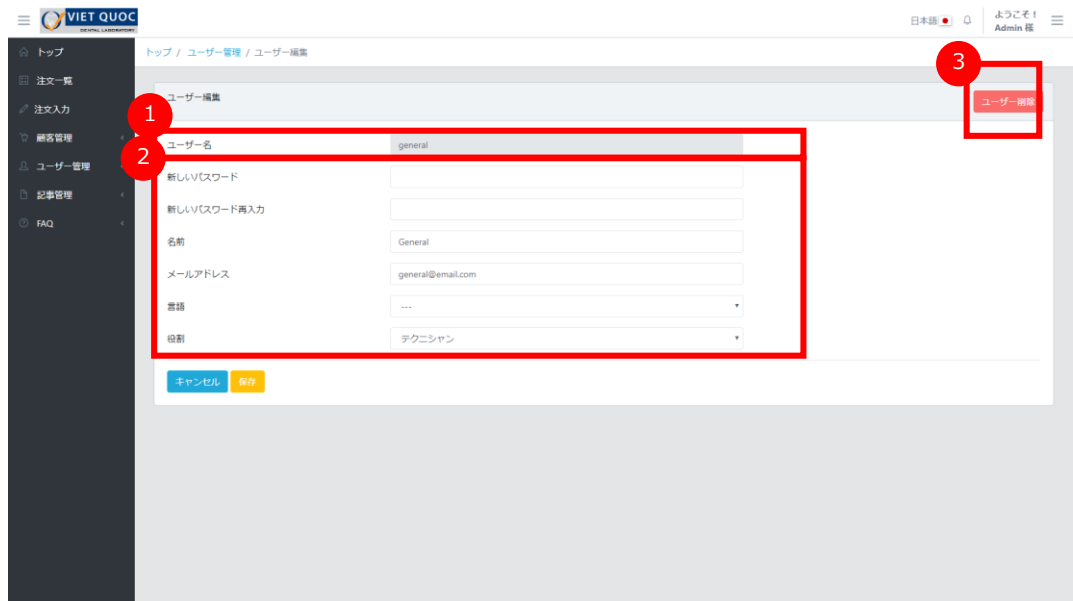 VIET QUOC
DENTAL LABORATORY
日本語
ようこそ！
Admin 様
トップ
注文一覧
注文入力
顧客管理
ユーザー管理
記事管理
FAQ
トップ / ユーザー管理 / ユーザー編集
3
ユーザー編集
ユーザー削除
1
ユーザー名
general
2
新しいパスワード
新しいパスワード再入力
名前
General
メールアドレス
general@email.com
言語
---
役割
テクニシャン
キャンセル
保存